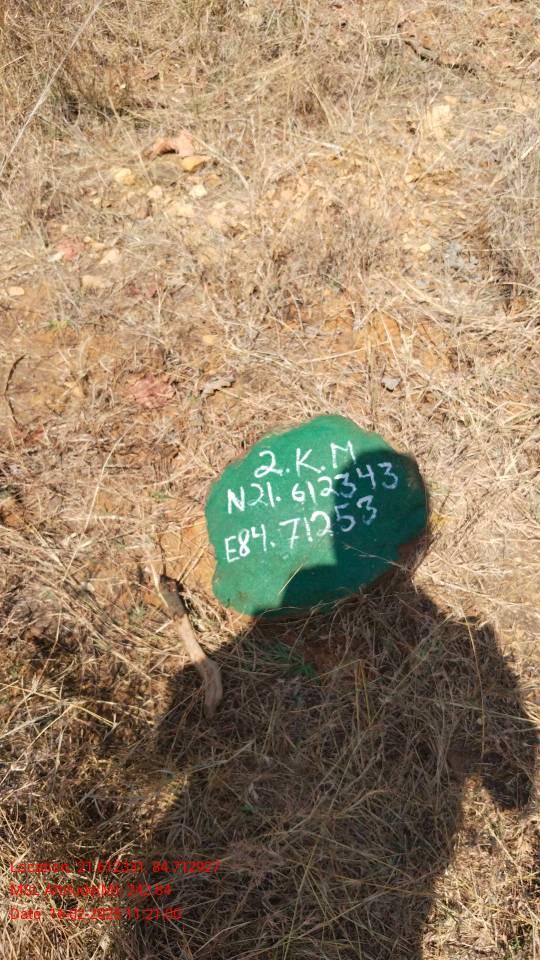 2.K.M
N21.612343
E84.71253
Location: 21.612331 84.712927
MSL Altitude(M): 242.84
Date: 16-02-2025 11:21:00